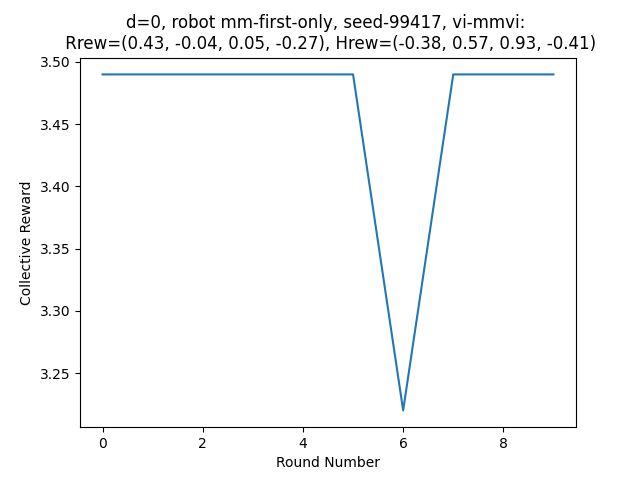 d=0, robot mm-first-only, seed-99417, vi-mmvi:
Rrew=(0.43, -0.04, 0.05, -0.27), Hrew=(-0.38, 0.57, 0.93, -0.41)
3.50
3.45
3.40
3.35
3.30
3.25
Collective Reward
0 2 4 6 8
Round Number